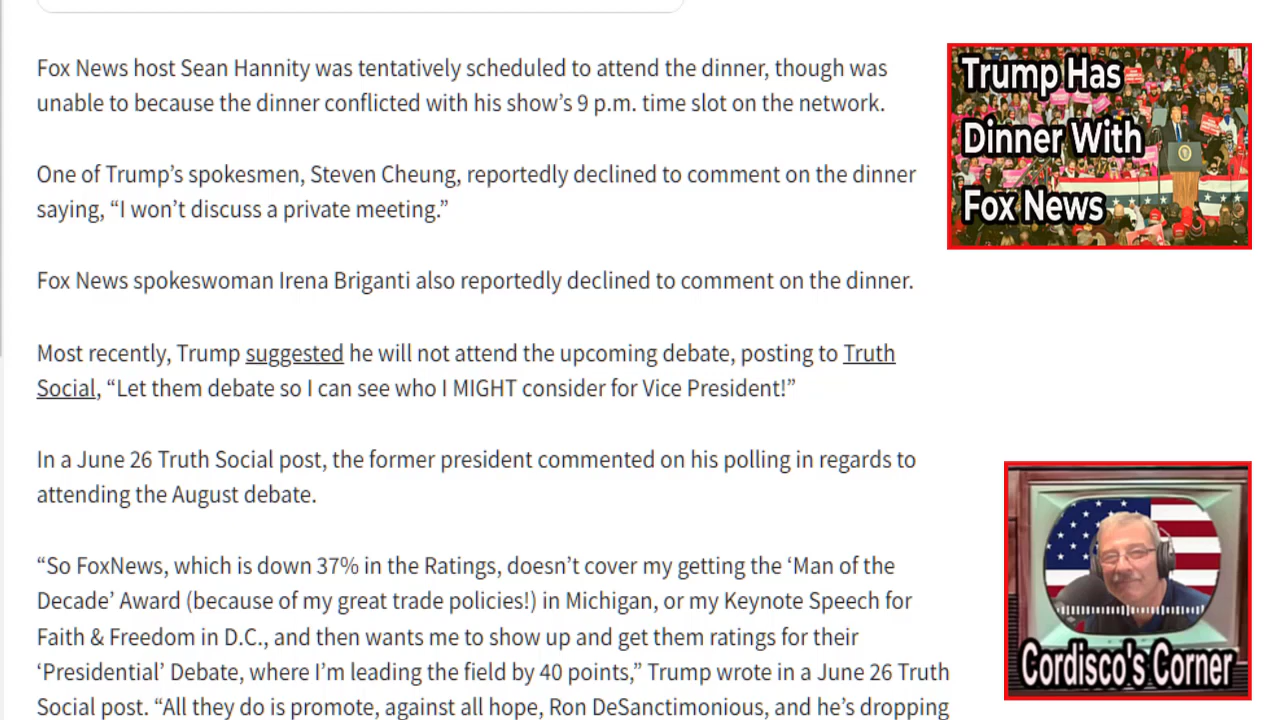 Fox News host Sean Hannity was tentatively scheduled to attend the dinner, though was
unable to because the dinner conflicted with his show’s 9 p.m. time slot on the network.
One of Trump’s spokesmen, Steven Cheung, reportedly declined to comment on the dinner
saying, “I won’t discuss a private meeting.”
Fox News spokeswoman Irena Briganti also reportedly declined to comment on the dinner.
Most recently, Trump suggested he will not attend the upcoming debate, posting to Truth
Social, “Let them debate so I can see who I MIGHT consider for Vice President!”
In a June 26 Truth Social post, the former president commented on his polling in regards to
attending the August debate.
“So FoxNews, which is down 37% in the Ratings, doesn’t cover my getting the ‘Man of the
Decade’ Award (because of my great trade policies!) in Michigan, or my Keynote Speech for
Faith & Freedom in D.C., and then wants me to show up and get them ratings for their
‘Presidential’ Debate, where I’m leading the field by 40 points,” Trump wrote in a June 26 Truth
Social post. “All they do is promote, against all hope, Ron DeSanctimonious, and he’s dropping
Trump Has
Dinner With
Fox News
Cordisco's Corner